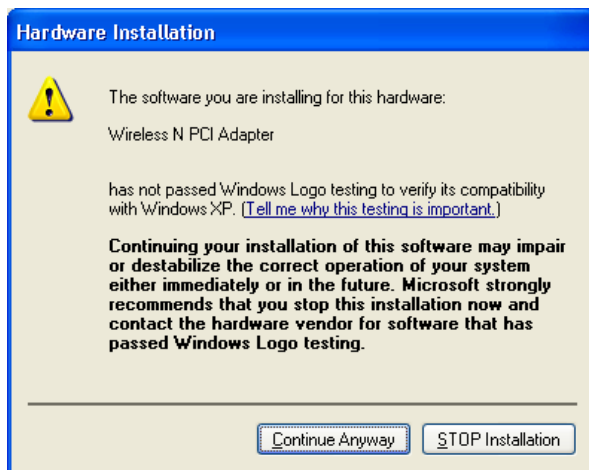 Hardware Installation
The software you are installing for this hardware:
Wireless N PCI Adapter
has not passed Windows Logo testing to verify its compatibility
with Windows XP. (Tell me why this testing is important.)
Continuing your installation of this software may impair
or destabilize the correct operation of your system
either immediately or in the future. Microsoft strongly
recommends that you stop this installation now and
contact the hardware vendor for software that has
passed Windows Logo testing.
Continue Anyway STOP Installation